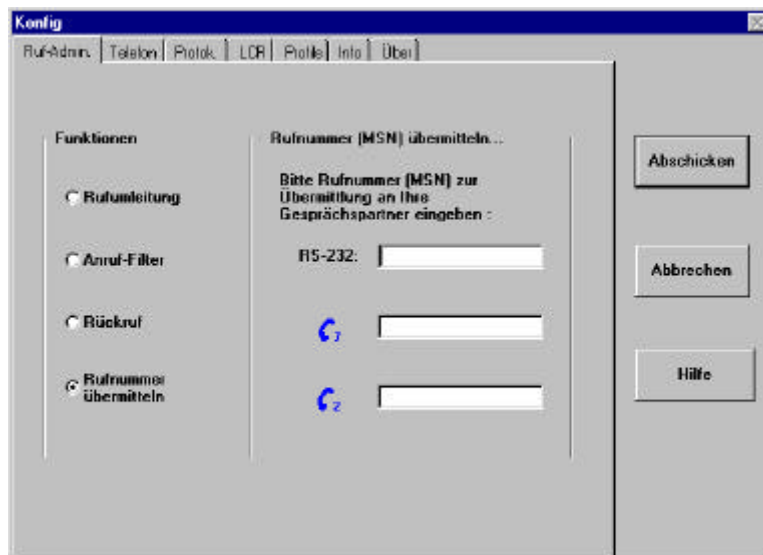 Konfig
Ruf-Admin. Telefon Protok. LCR Profile Info Über
Funktionen
Rufumleitung
Anruf-Filter
Rückruf
Rufnummer
übermitteln
Rufnummer (MSN) übermitteln...
Bitte Rufnummer (MSN) zur
Übermittlung an Ihre
Gesprächspartner eingeben :
RS-232:
1
2
Abschicken
Abbrechen
Hilfe